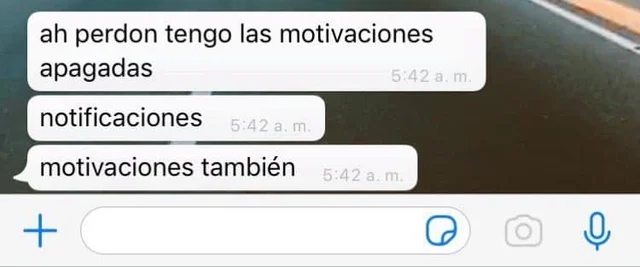 ah perdon tengo las motivaciones
apagadas
5:42 a. m.
notificaciones
5:42 a. m.
motivaciones también
5:42 a. m.